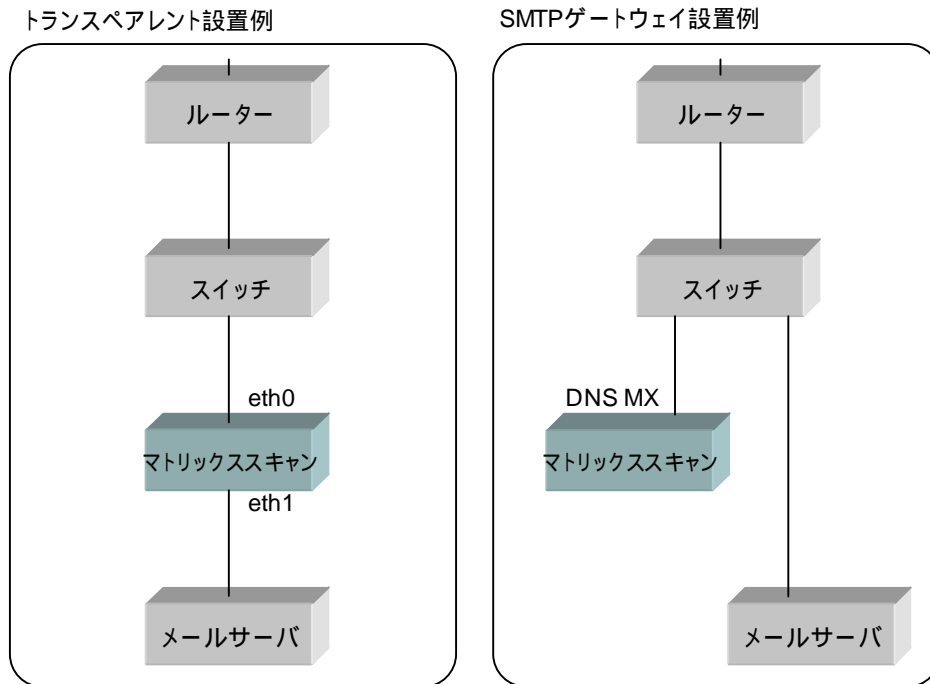 トランスペアレント設置例
ルーター
スイッチ
eth0
マトリックススキャン
eth1
メールサーバ
SMTPゲートウェイ設置例
ルーター
スイッチ
DNS MX
マトリックススキャン
メールサーバ